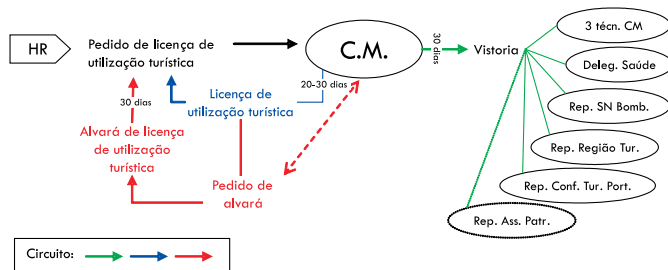 HR
Pedido de licença de
utilização turística
C.M.
30 dias
Vistoria
3 técn. CM
Deleg. Saúde
Rep. SN Bomb.
Rep. Região Tur.
Rep. Conf. Tur. Port.
Rep. Ass. Patr.
20-30 dias
Licença de
utilização turística
30 dias
Alvará de licença
de utilização
turística
Pedido de
alvará
Circuito: